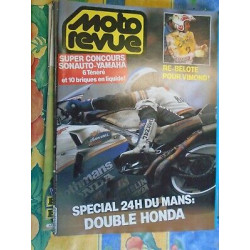 moto
revue
SUPER CONCOURS
SONAUTO-YAMAHA
6 Ténéré
et 10 briques en liquide!
RE-BELOTE
POUR VIMOND!
SPECIAL 24H DU MANS:
DOUBLE HONDA